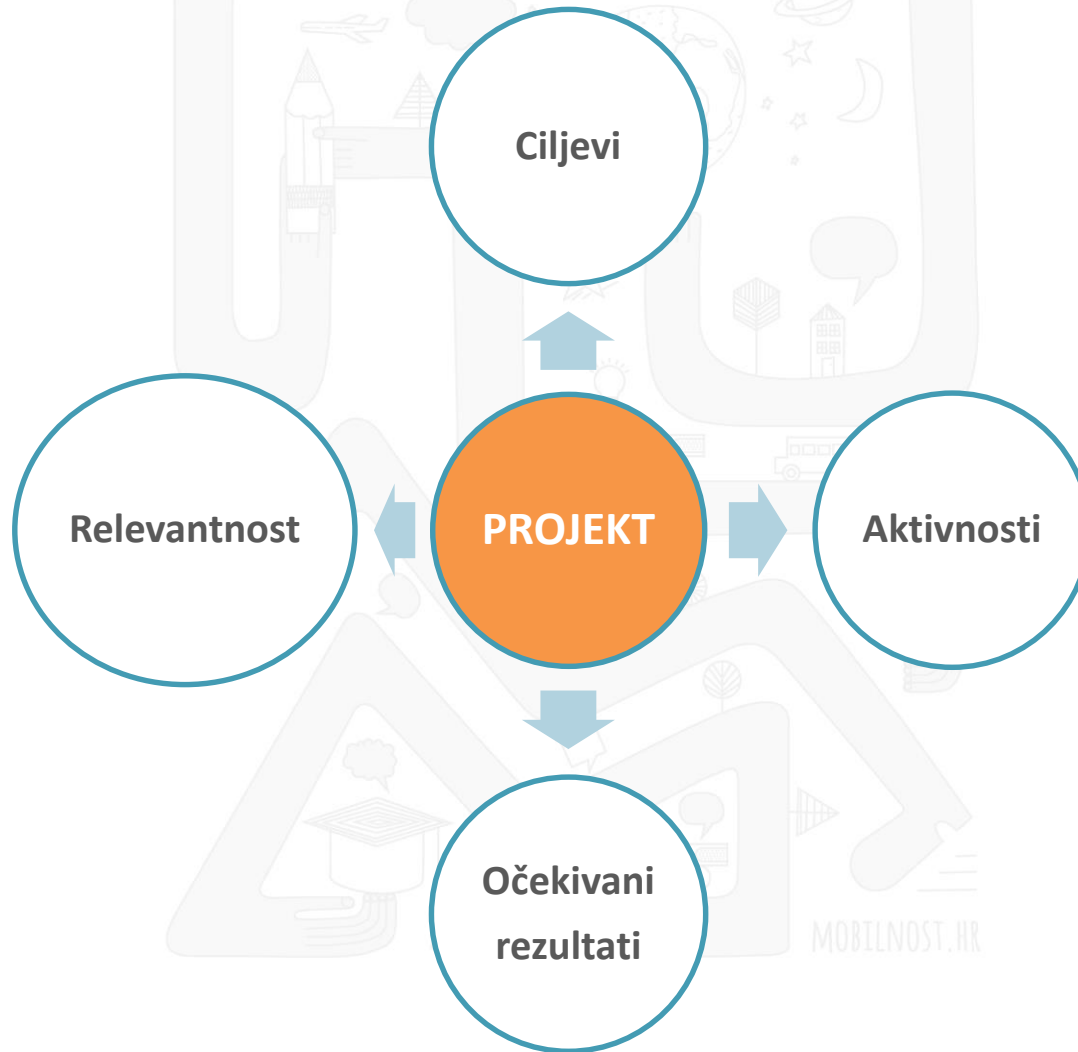 Ciljevi
Relevantnost
PROJEKT
Aktivnosti
Očekivani
rezultati
MOBILNOST.HR